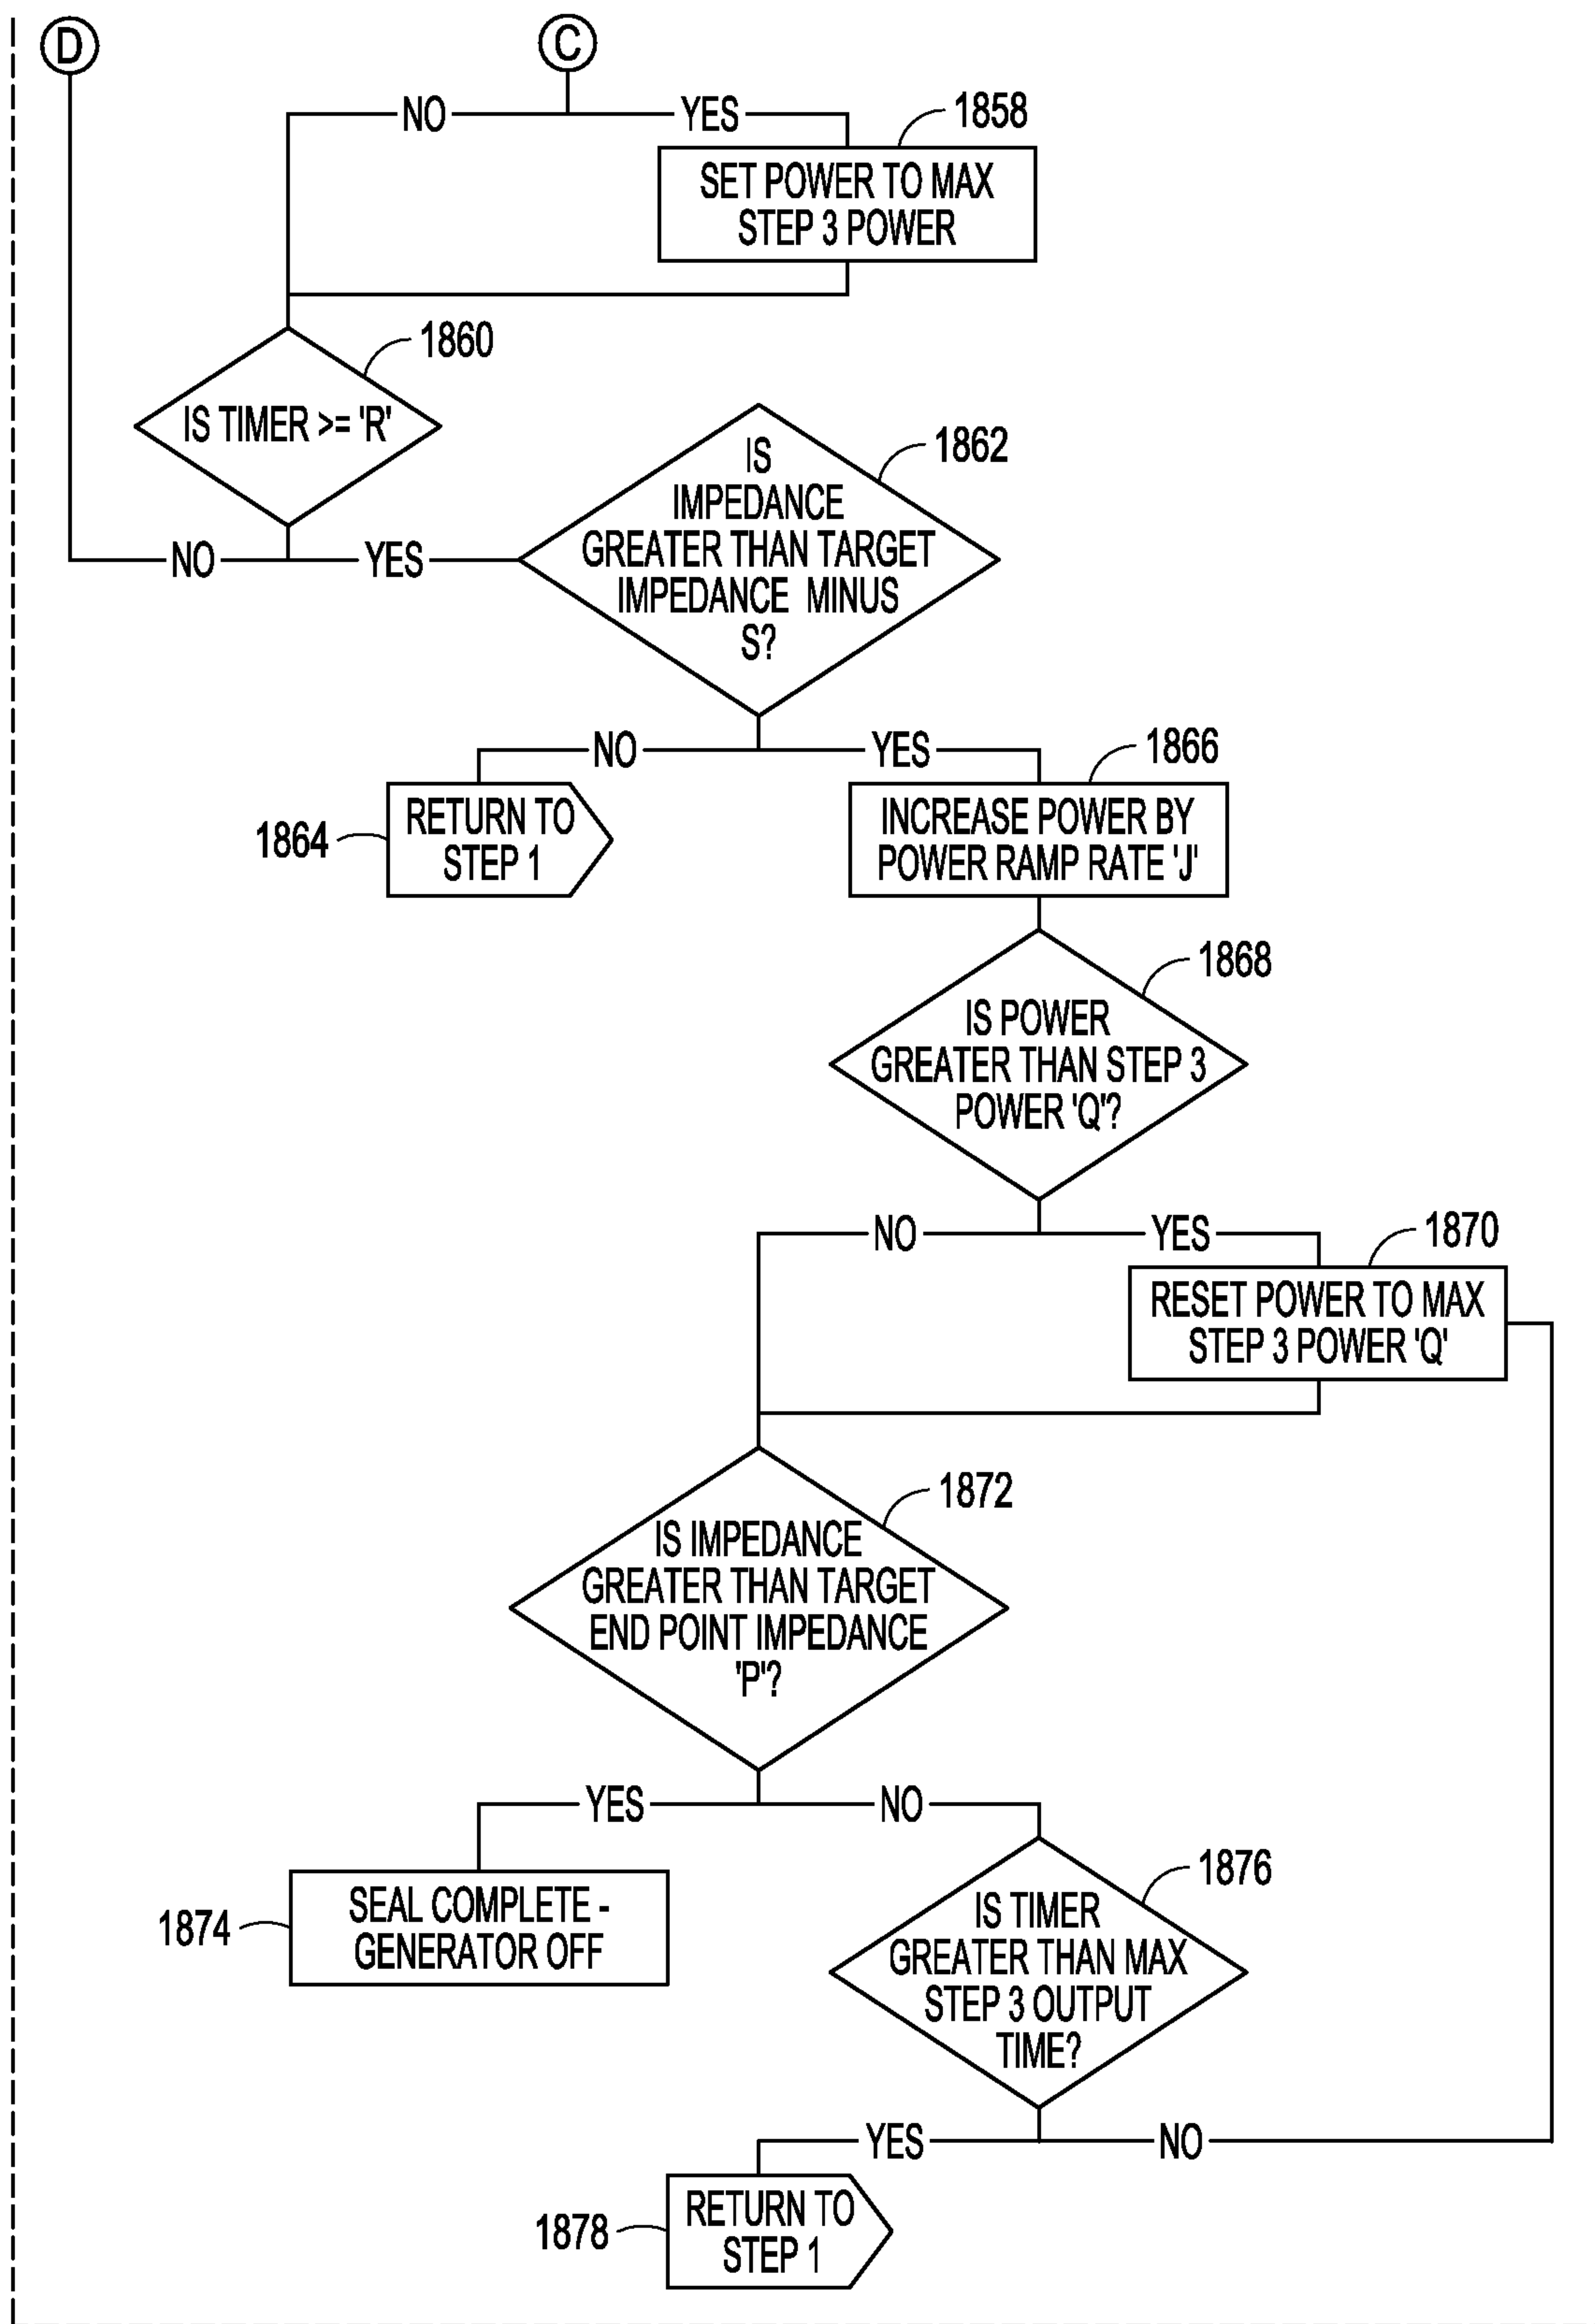 D
C
NO
YES
1858
SET POWER TO MAX
STEP 3 POWER
1860
IS TIMER >= 'R'
1862
IS
IMPEDANCE
GREATER THAN TARGET
IMPEDANCE MINUS
S?
NO
YES
NO
YES
1866
1864
RETURN TO
STEP 1
INCREASE POWER BY
POWER RAMP RATE 'J'
1868
IS POWER
GREATER THAN STEP 3
POWER 'Q'?
NO
YES
1870
RESET POWER TO MAX
STEP 3 POWER 'Q'
1872
IS IMPEDANCE
GREATER THAN TARGET
END POINT IMPEDANCE
'P'?
YES
NO
1874
SEAL COMPLETE -
GENERATOR OFF
1876
IS TIMER
GREATER THAN MAX
STEP 3 OUTPUT
TIME?
YES
NO
1878
RETURN TO
STEP 1